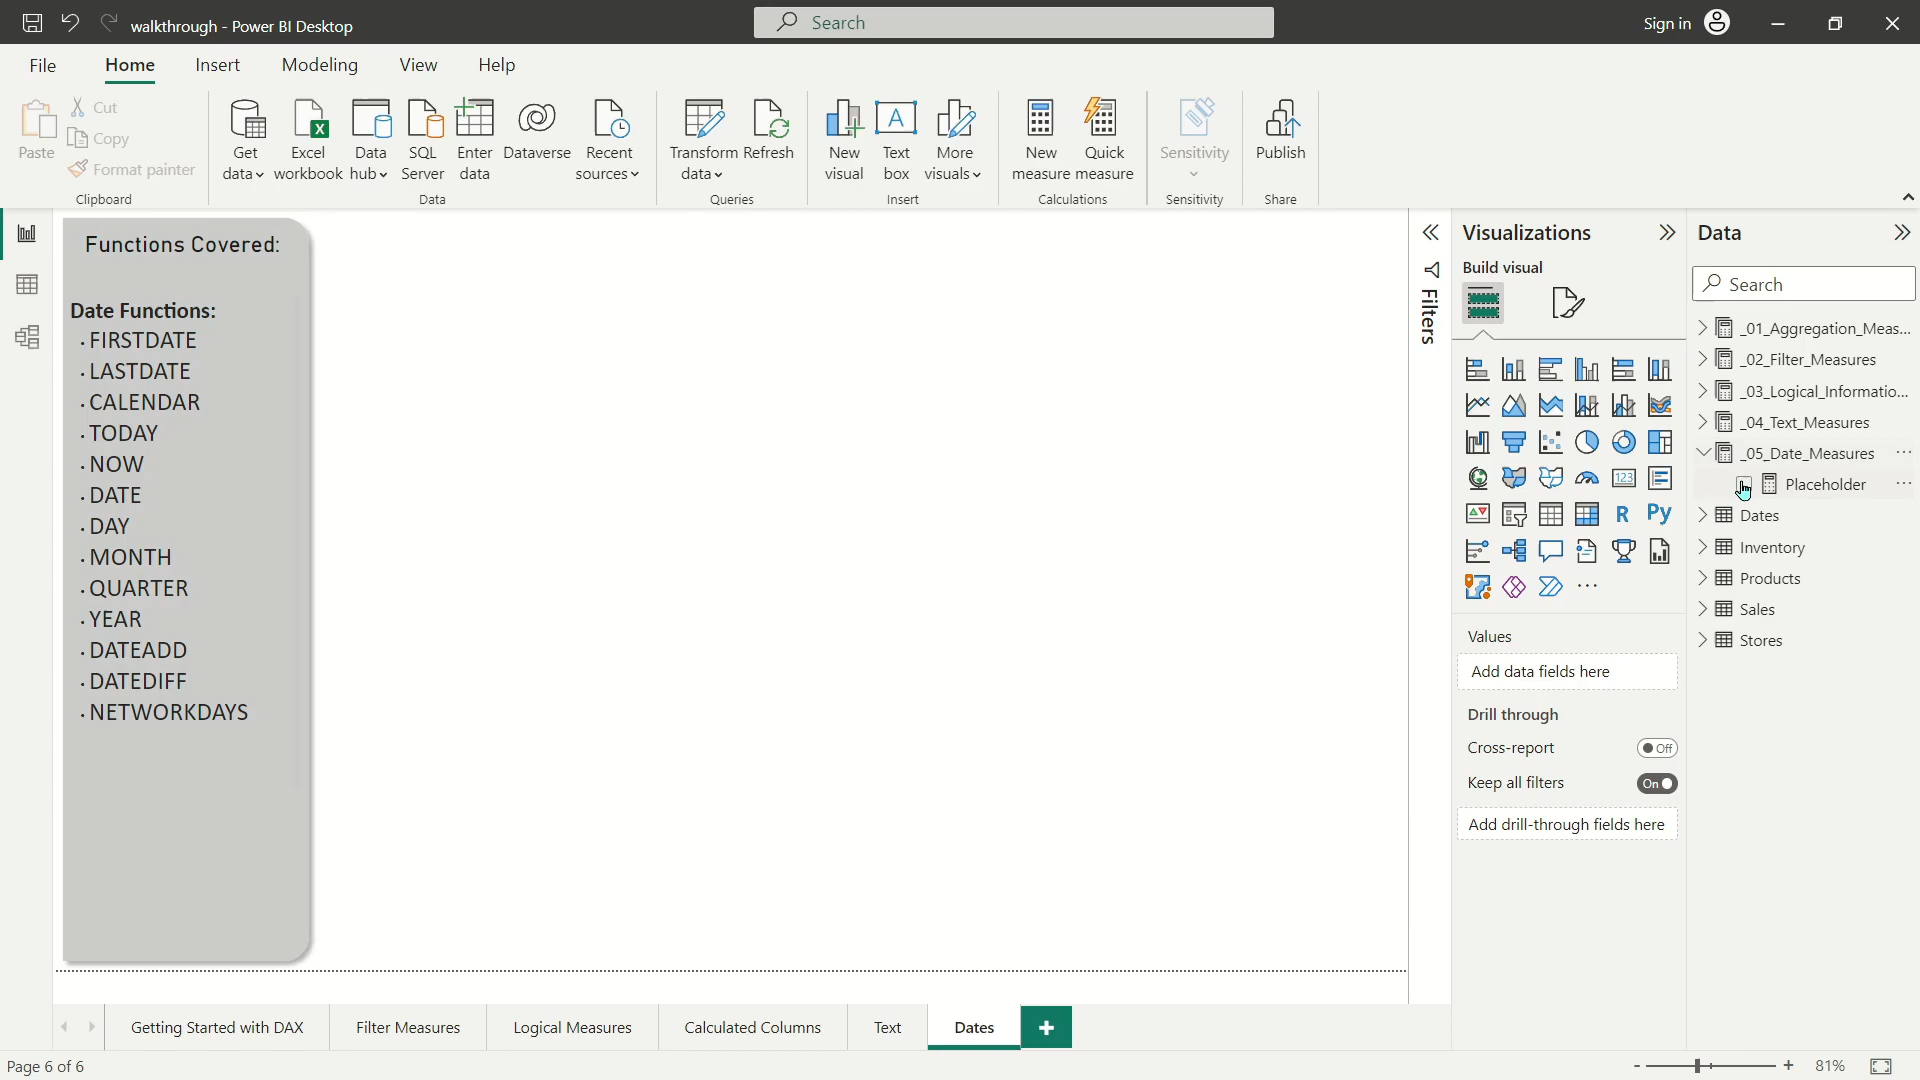 walkthrough - Power BI Desktop
Search
Sign in
File
Home
Insert
Modeling
View
Help
Paste
Cut
Copy
Format painter
Clipboard
Get data
Excel workbook
Data hub
SQL Server
Enter data
Dataverse
Recent sources
Data
Transform data
Refresh
Queries
New visual
Text box
More visuals
Insert
New measure
Quick measure
Calculations
Sensitivity
Sensitivity
Publish
Share
Functions Covered:
Date Functions:
. FIRSTDATE
. LASTDATE
. CALENDAR
. TODAY
. NOW
. DATE
. DAY
. MONTH
. QUARTER
. YEAR
. DATEADD
. DATEDIFF
. NETWORKDAYS
Filters
Visualizations
Build visual
123
R
Py
...
Values
Add data fields here
Drill through
Cross-report
Off
Keep all filters
On
Add drill-through fields here
Data
Search
_01_Aggregation_Meas...
_02_Filter_Measures
_03_Logical_Informatio...
_04_Text_Measures
_05_Date_Measures
...
Placeholder
...
Dates
Inventory
Products
Sales
Stores
Getting Started with DAX
Filter Measures
Logical Measures
Calculated Columns
Text
Dates
+
Page 6 of 6
-
+
81%